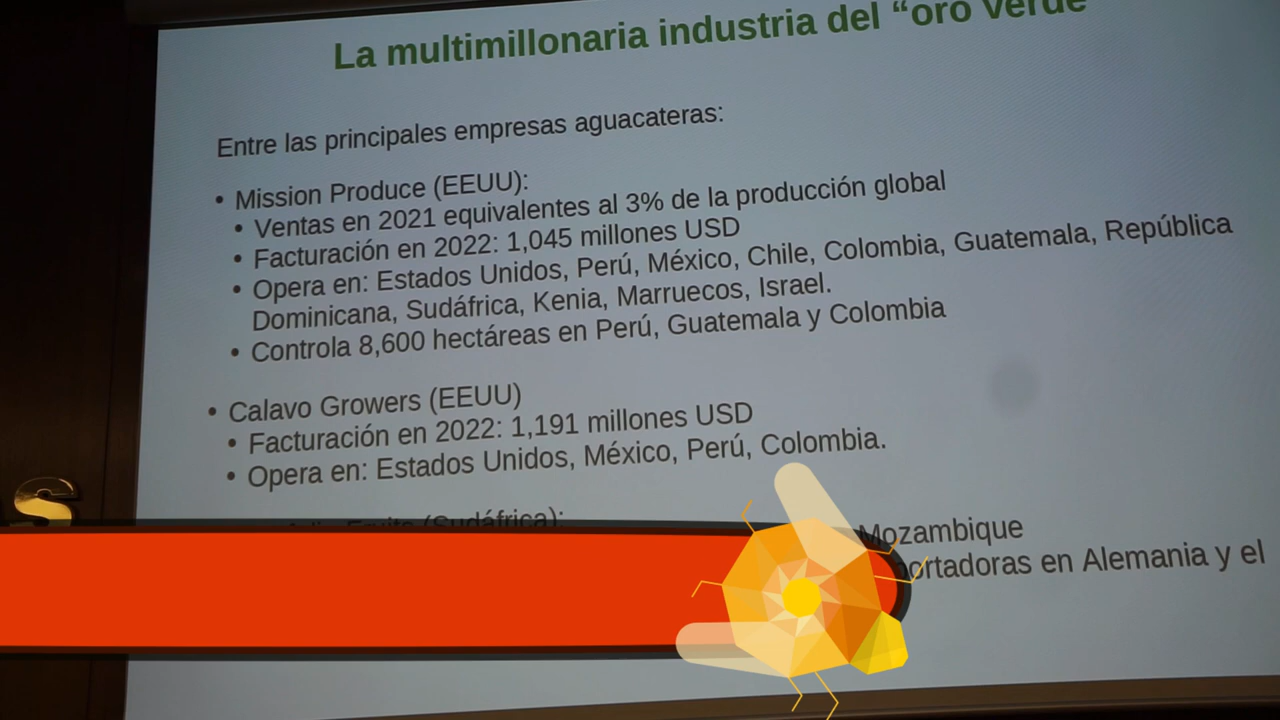 La multimillonaria industria del “oro verde
Entre las principales empresas aguacateras:
• Mission Produce (EEUU):
• Ventas en 2021 equivalentes al 3% de la producción global
• Facturación en 2022: 1,045 millones USD
• Opera en: Estados Unidos, Perú, México, Chile, Colombia, Guatemala, República
Dominicana, Sudáfrica, Kenia, Marruecos, Israel.
• Controla 8,600 hectáreas en Perú, Guatemala y Colombia
• Calavo Growers (EEUU)
• Facturación en 2022: 1,191 millones USD
• Opera en: Estados Unidos, México, Perú, Colombia.
(Sudáfrica):
Mozambique
en Alemania y el
S